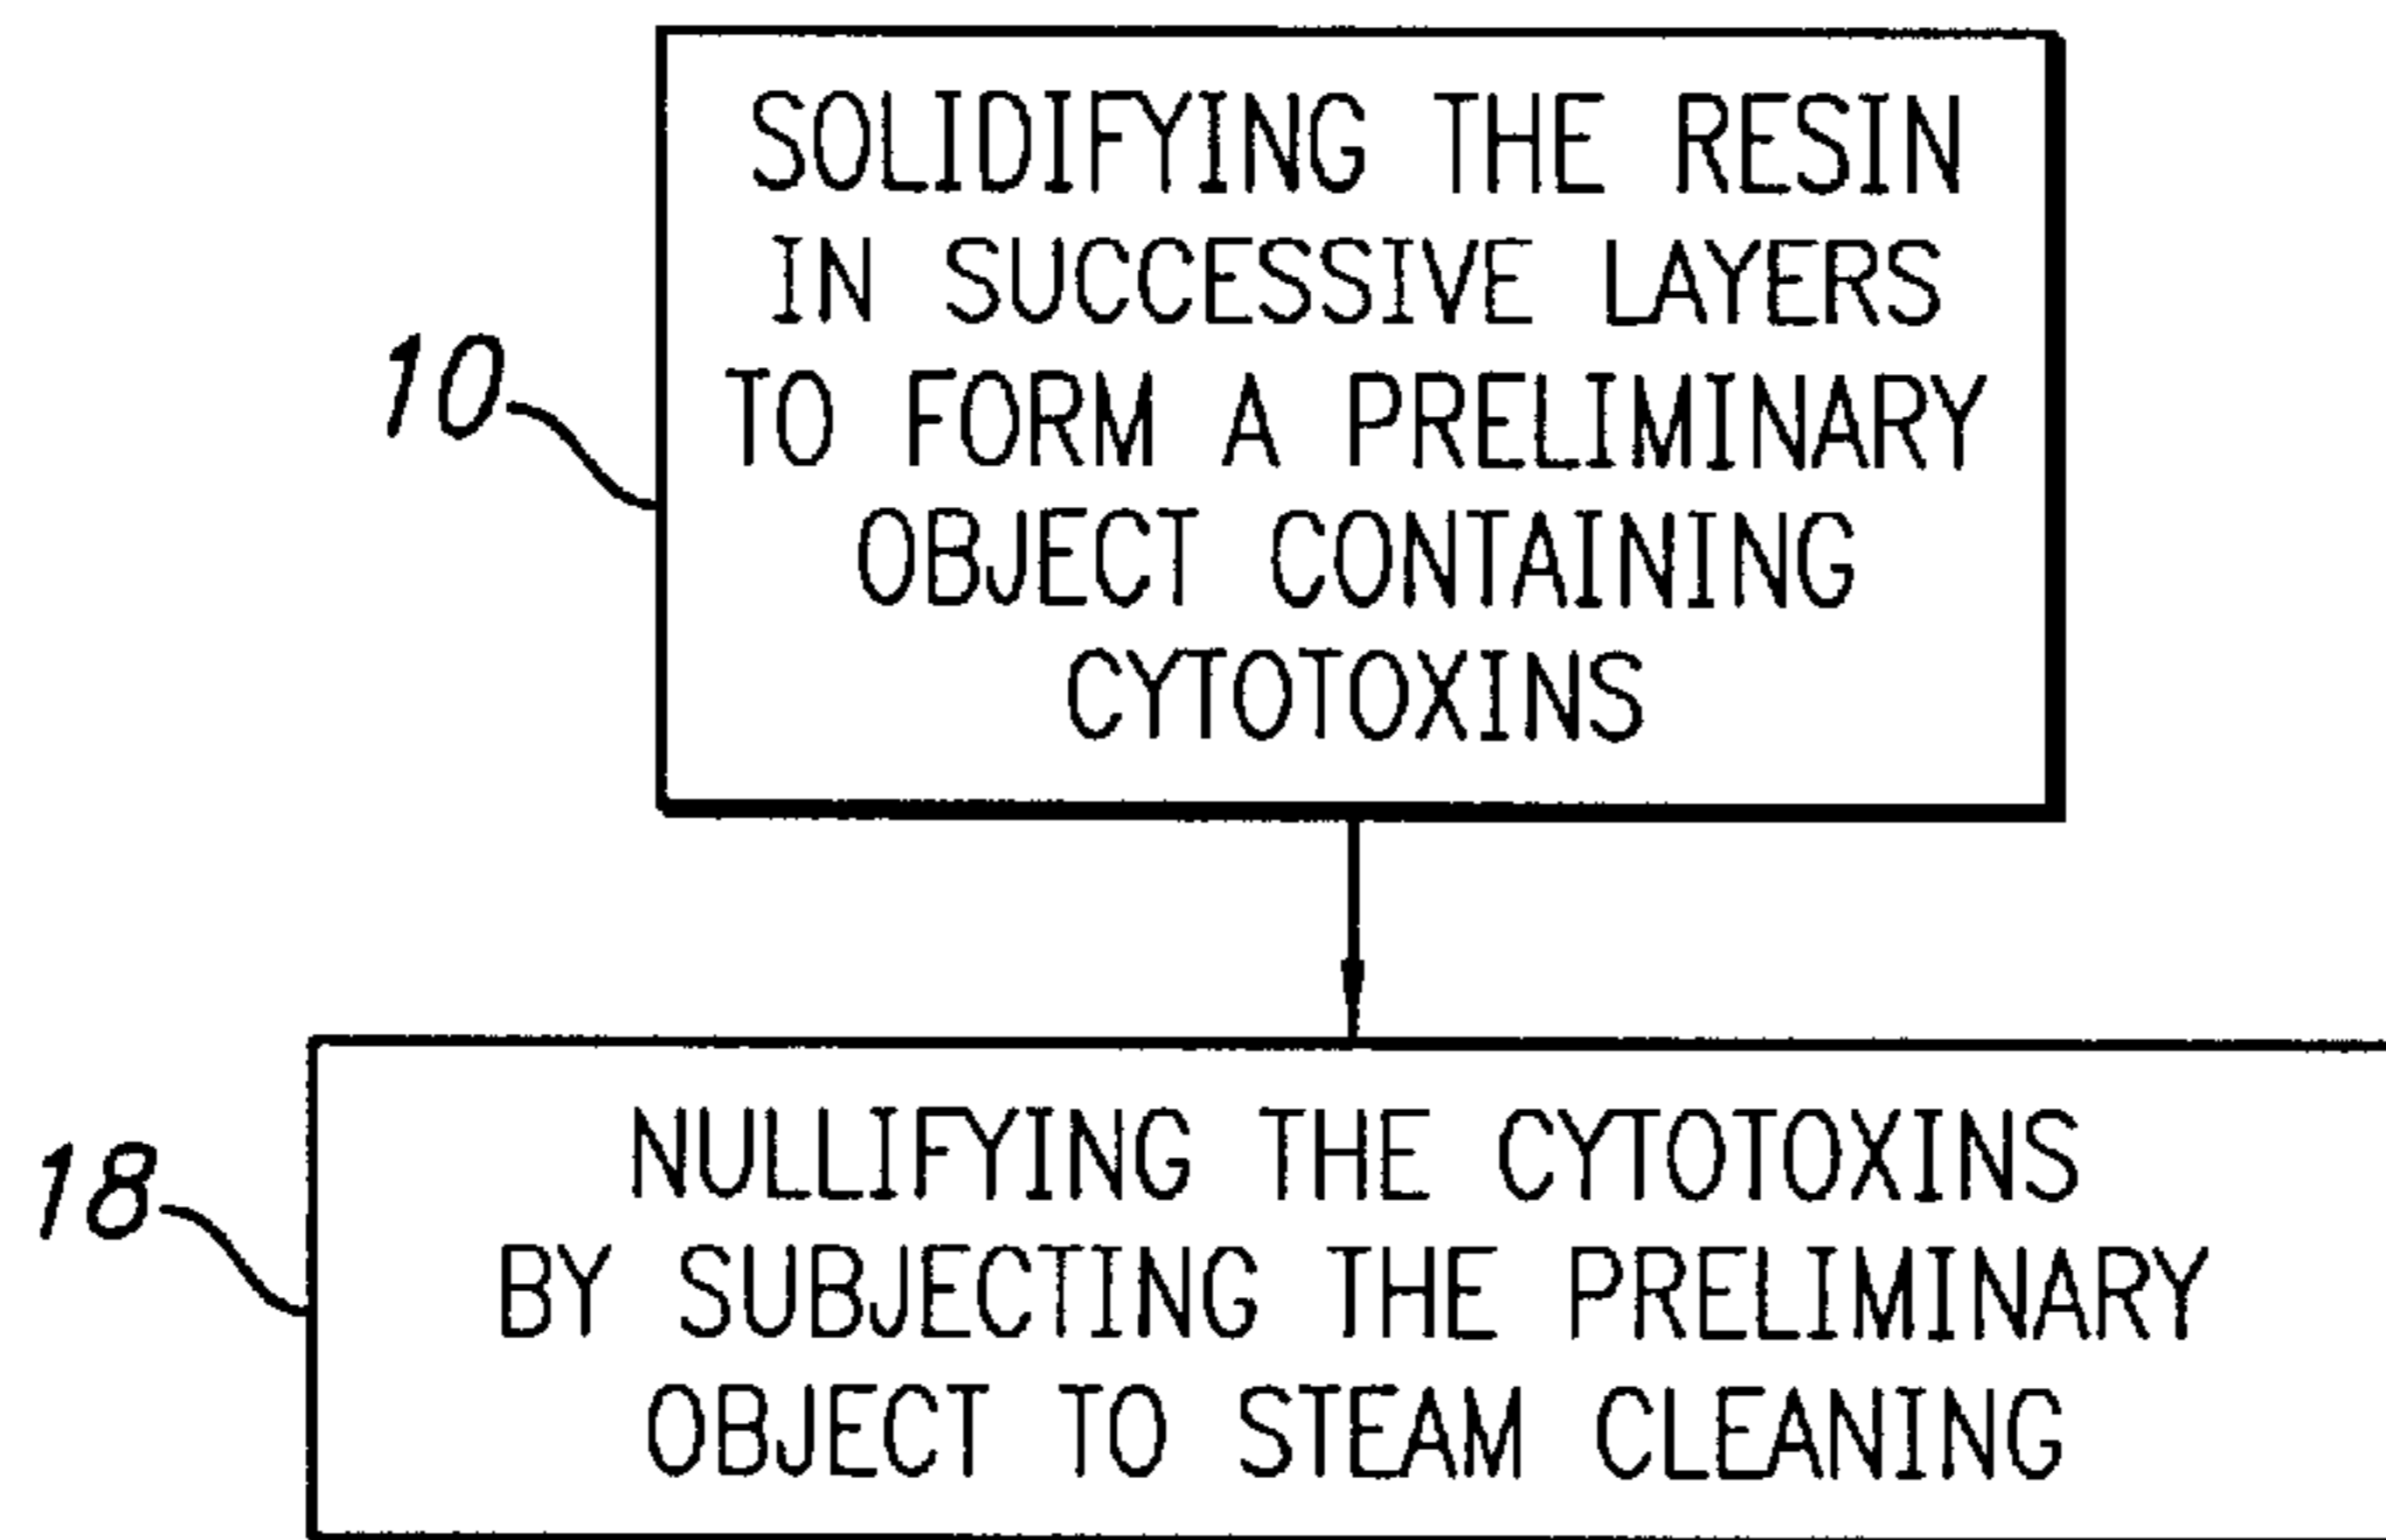 SOLIDIFYING THE RESIN
IN SUCCESSIVE LAYERS
TO FORM A PRELIMINARY
OBJECT CONTAINING
CYTOTOXINS
10
NULLIFYING THE CYTOTOXINS
BY SUBJECTING THE PRELIMINARY
OBJECT TO STEAM CLEANING
18